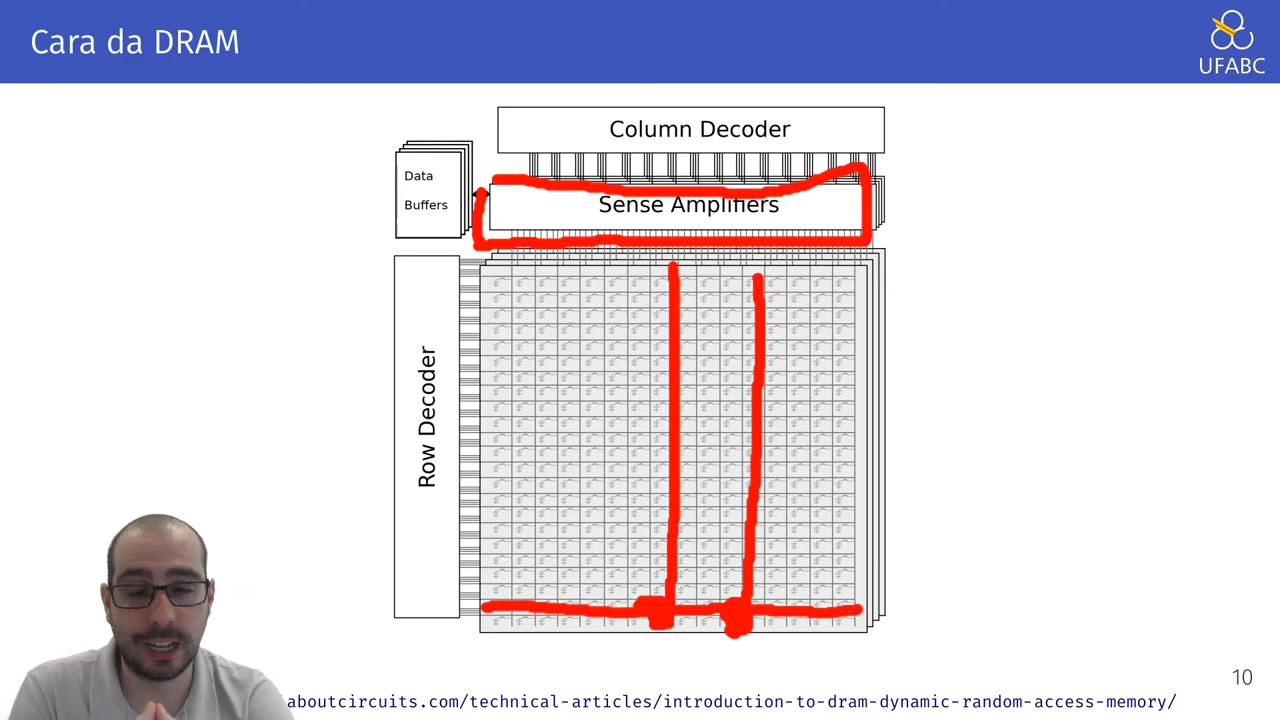 Cara da DRAM
UFABC
Column Decoder
Data
Buffers
Sense Amplifiers
Row Decoder
10
aboutcircuits.com/technical-articles/introduction-to-dram-dynamic-random-access-memory/